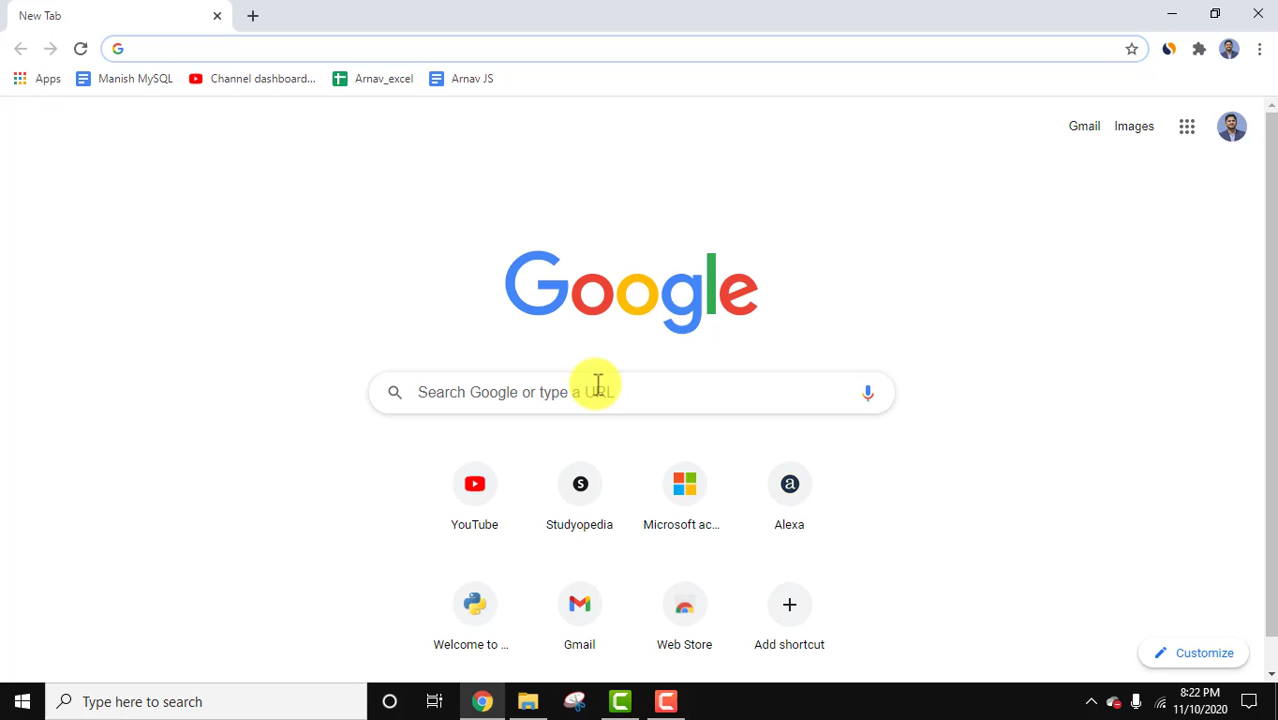 New Tab
Apps Manish MySQL Channel dashboard... Arnav_excel Arnav JS
Gmail Images
Google
Search Google or type a URL
YouTube Studyopedia Microsoft ac... Alexa
Welcome to ... Gmail Web Store Add shortcut
Customize
Type here to search
8:22 PM
11/10/2020